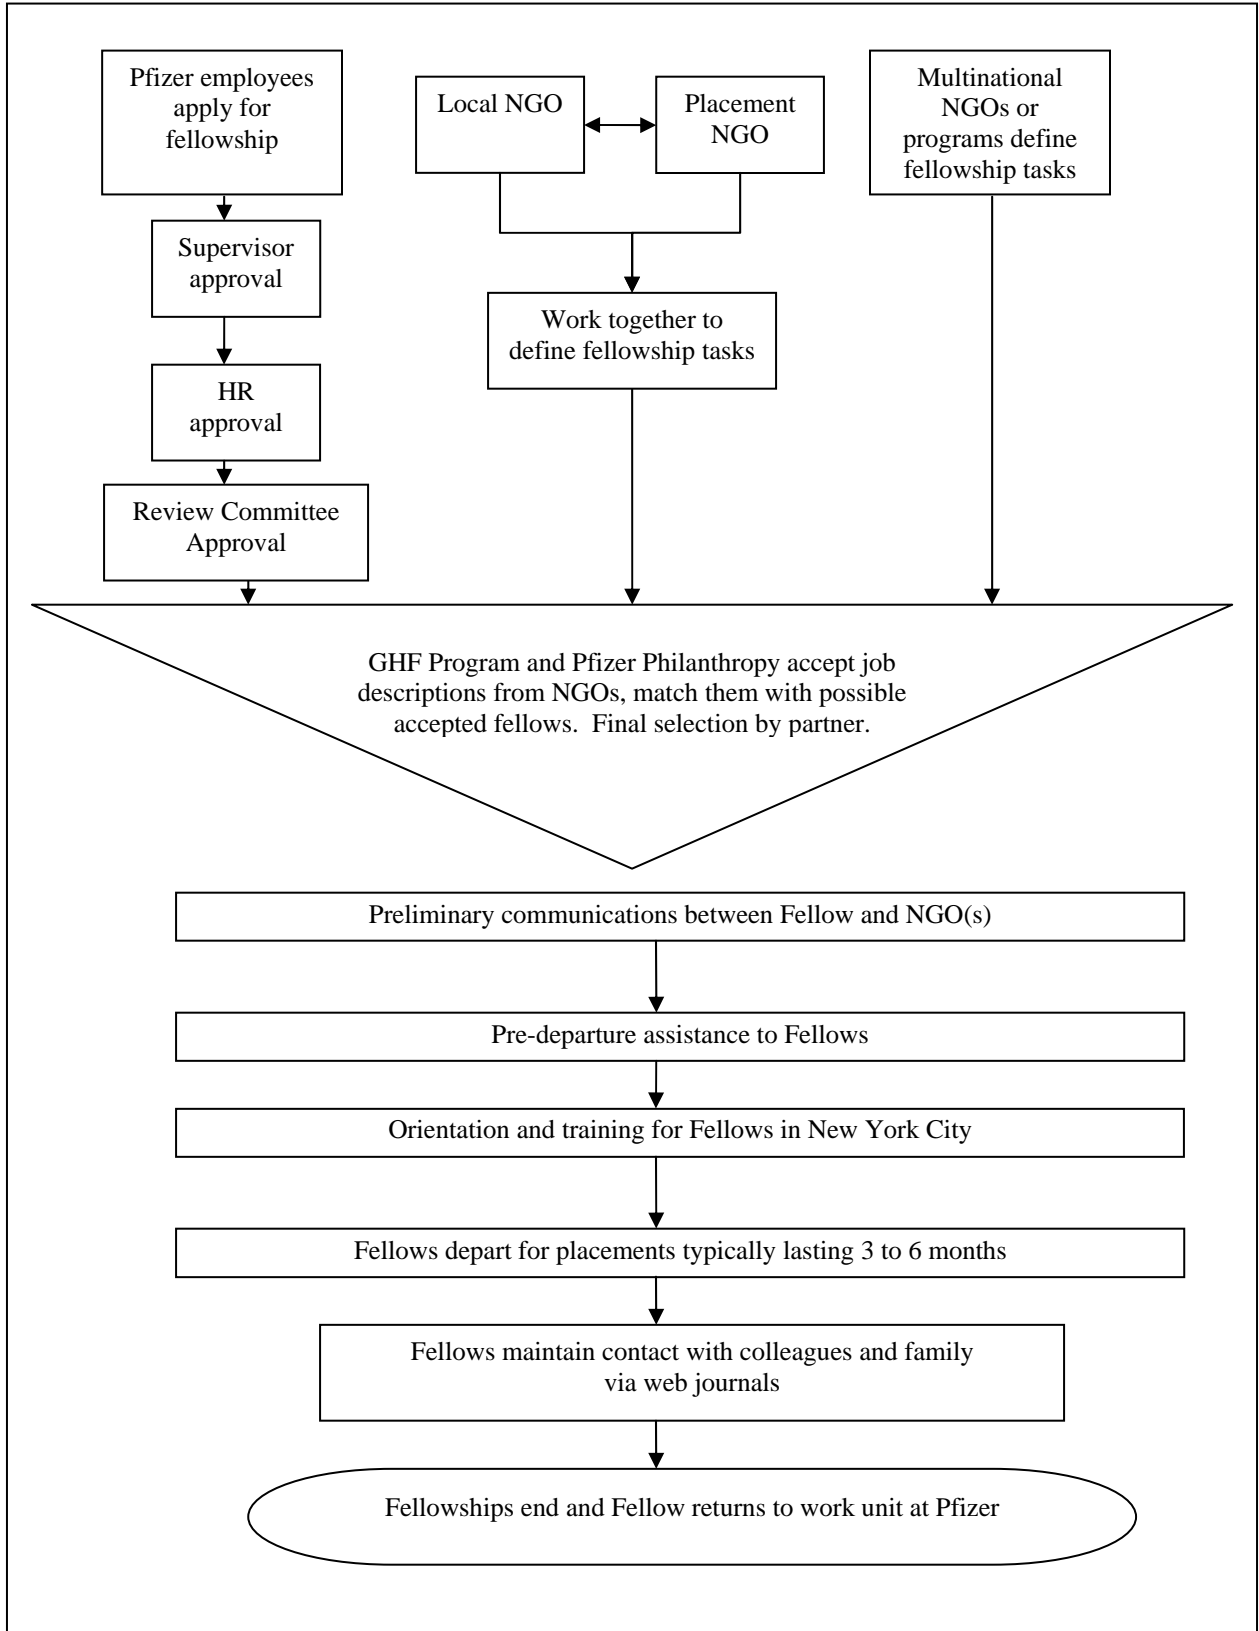 Pfizer employees
apply for
fellowship
Local NGO
Placement
NGO
Multinational
NGOs or
programs define
fellowship tasks
Supervisor
approval
Work together to
define fellowship tasks
HR
approval
Review Committee
Approval
GHF Program and Pfizer Philanthropy accept job
descriptions from NGOs, match them with possible
accepted fellows.  Final selection by partner.
Preliminary communications between Fellow and NGO(s)
Pre-departure assistance to Fellows
Orientation and training for Fellows in New York City
Fellows depart for placements typically lasting 3 to 6 months
Fellows maintain contact with colleagues and family
via web journals
Fellowships end and Fellow returns to work unit at Pfizer